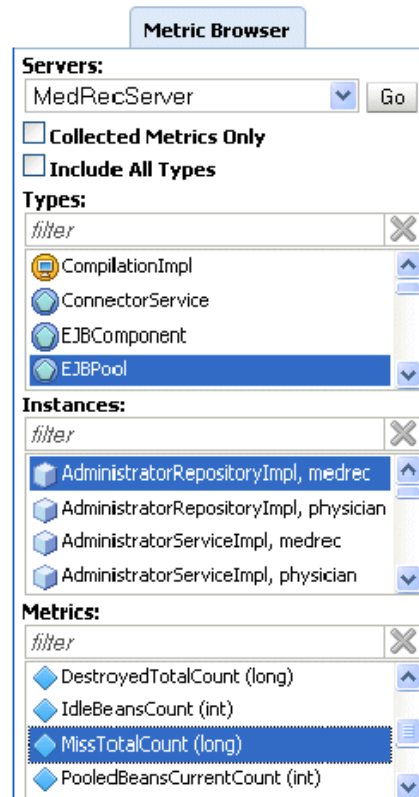 Metric Browser
Servers:
MedRecServer Go
Collected Metrics Only
Include All Types
Types:
filter
CompilationImpl
ConnectorService
EJBComponent
EJBPool
Instances:
filter
AdministratorRepositoryImpl, medrec
AdministratorRepositoryImpl, physician
AdministratorServiceImpl, medrec
AdministratorServiceImpl, physician
Metrics:
filter
DestroyedTotalCount (long)
IdleBeansCount (int)
MissTotalCount (long)
PooledBeansCurrentCount (int)